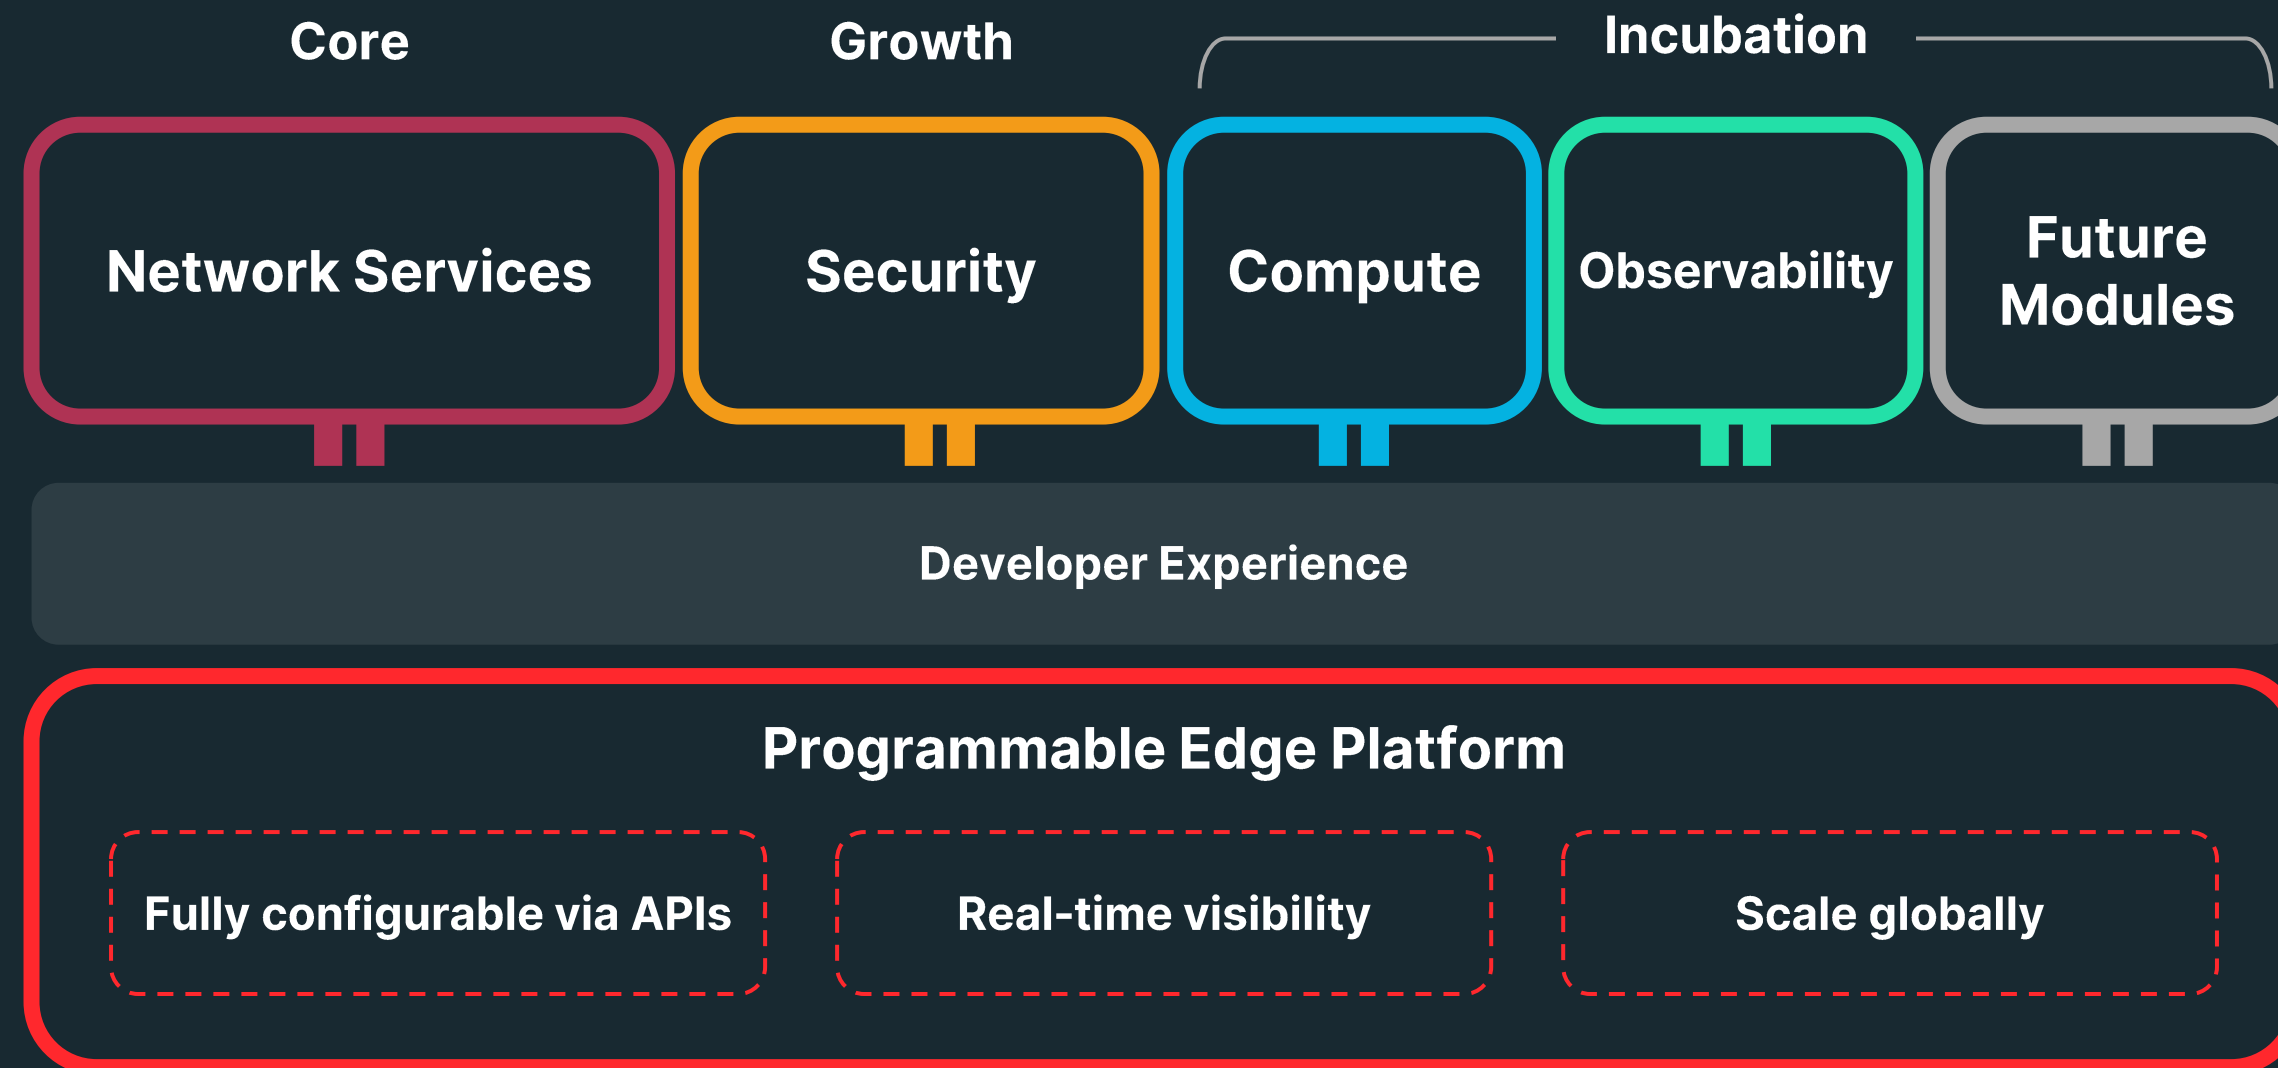 Core
Growth
Incubation
Network Services
Security
Compute
Observability
Future
Modules
Developer Experience
Programmable Edge Platform
Fully configurable via APIs
Real-time visibility
Scale globally